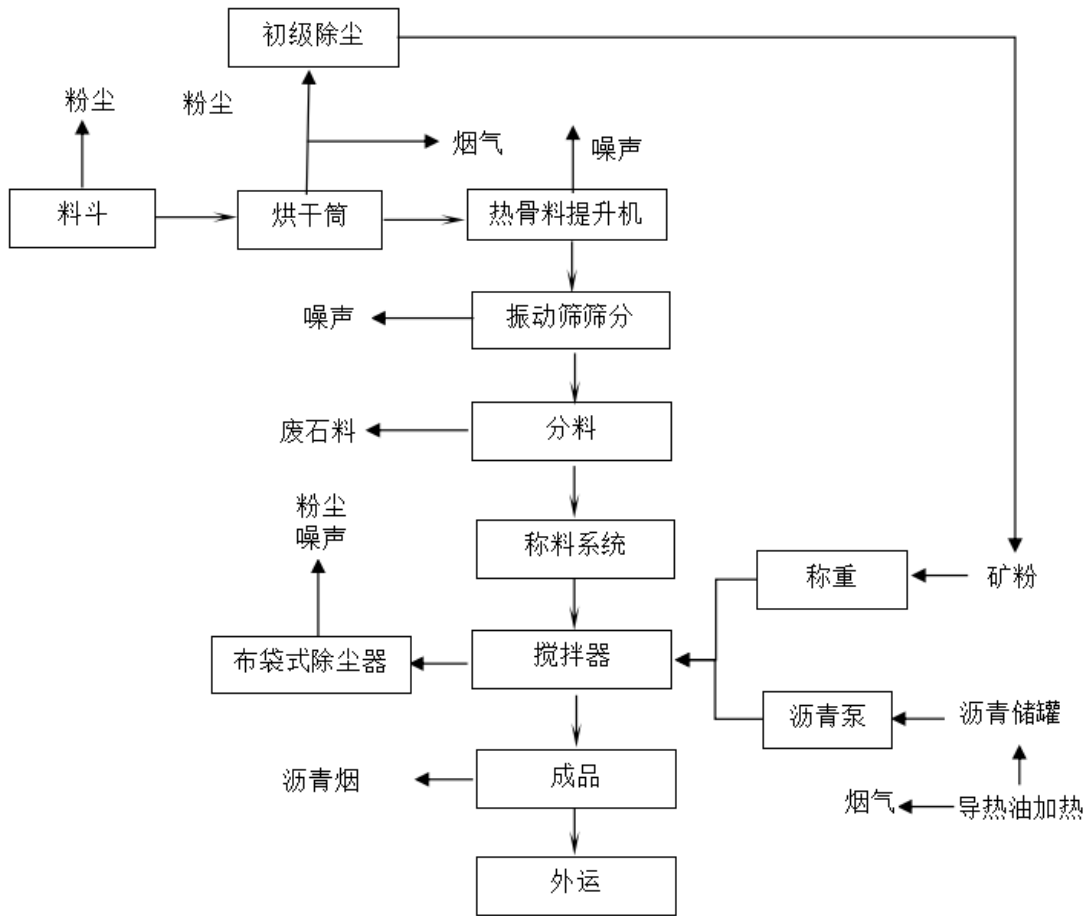 初级除尘
粉尘
粉尘
烟气
噪声
料斗
烘干筒
热骨料提升机
噪声
振动筛筛分
废石料
分料
粉尘
噪声
称料系统
称重
矿粉
布袋式除尘器
搅拌器
沥青泵
沥青储罐
沥青烟
成品
烟气
导热油加热
外运